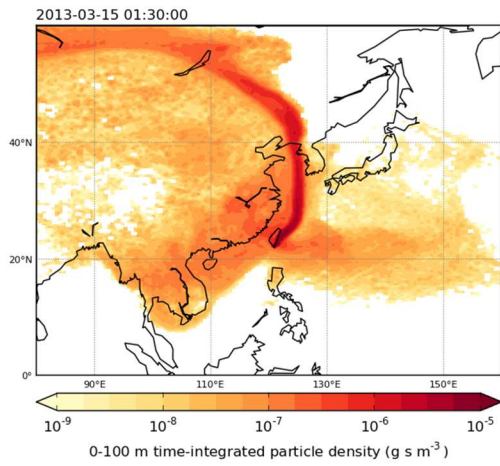 2013-03-15 01:30:00
40°N
20°N
0°
90°E
110°E
130°E
150°E
10⁻⁹
10⁻⁸
10⁻⁷
10⁻⁶
10⁻⁵
0-100 m time-integrated particle density (g s m⁻³)